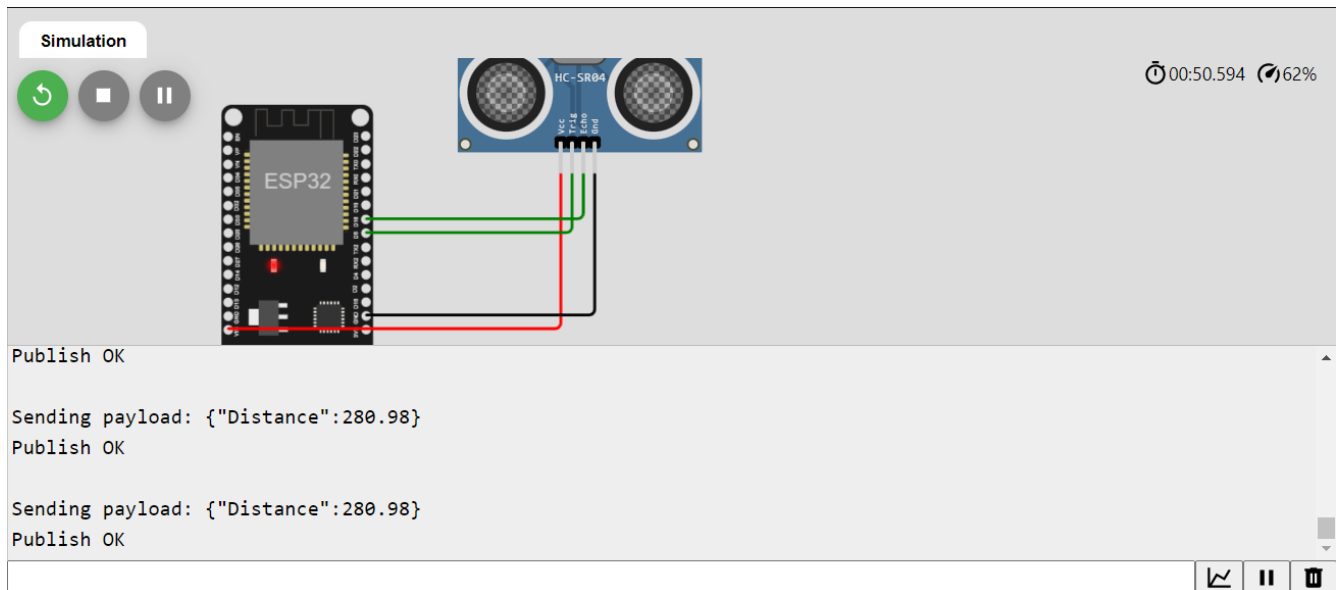 Simulation
00:50.594 62%
HC-SR04
Vcc
Trig
Echo
Gnd
ESP32
Publish OK
Sending payload: {"Distance":280.98}
Publish OK
Sending payload: {"Distance":280.98}
Publish OK